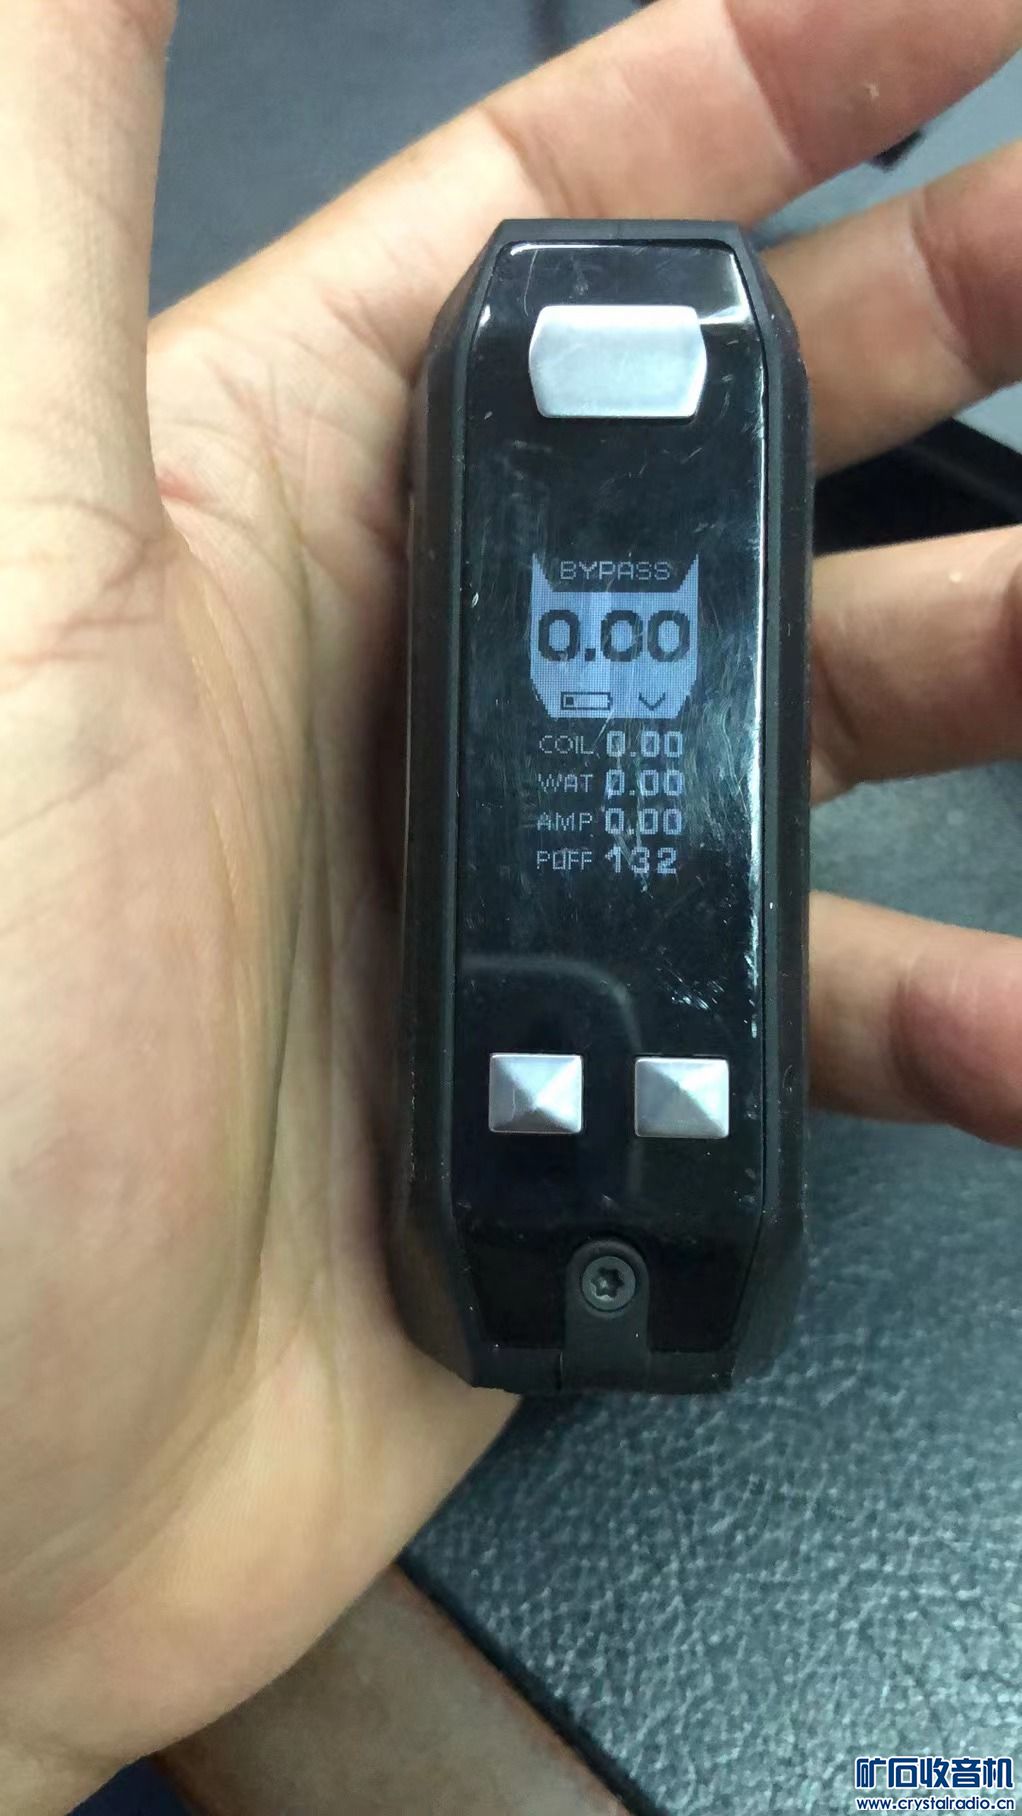 BYPASS
0.00
V
COIL 0.00
WAT 0.00
AMP 0.00
PUFF 132
矿石收音机
www.crystalradio.cn